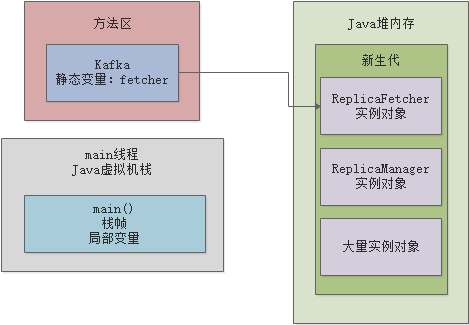 方法区
Kafka
静态变量：fetcher
main线程
Java虚拟机栈
main()
栈帧
局部变量
Java堆内存
新生代
ReplicaFetcher
实例对象
ReplicaManager
实例对象
大量实例对象